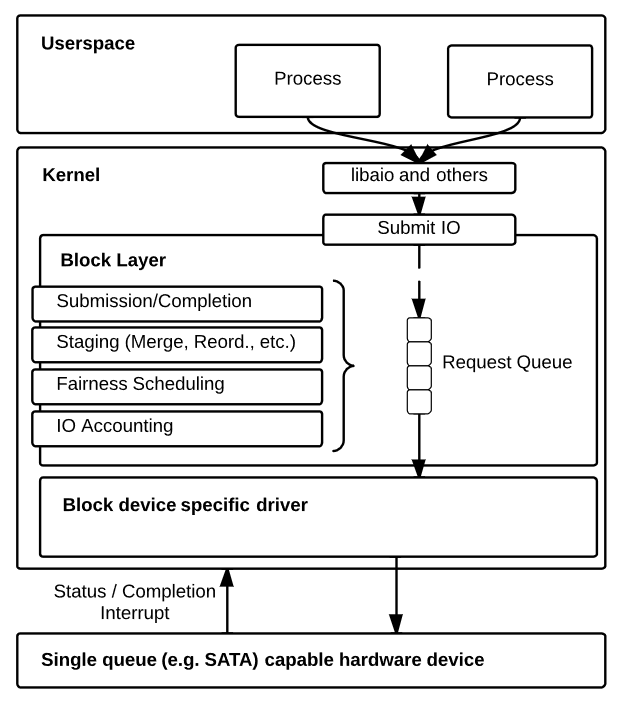 Userspace
Process
Process
Kernel
libaio and others
Submit IO
Block Layer
Submission/Completion
Staging (Merge, Reord., etc.)
Fairness Scheduling
IO Accounting
Request Queue
Block device specific driver
Status / Completion
Interrupt
Single queue (e.g. SATA) capable hardware device